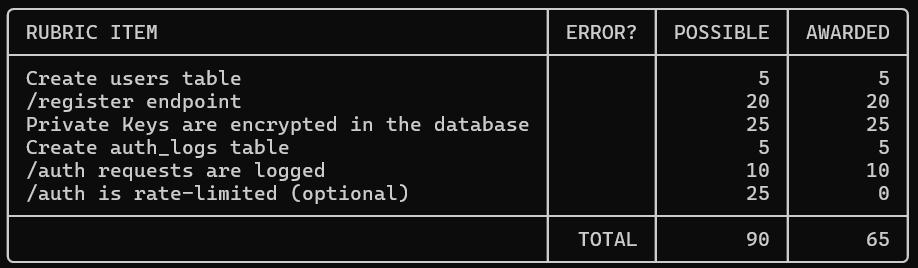 RUBRIC ITEM ERROR? POSSIBLE AWARDED
Create users table 5 5
/register endpoint 20 20
Private Keys are encrypted in the database 25 25
Create auth_logs table 5 5
/auth requests are logged 10 10
/auth is rate-limited (optional) 25 0
TOTAL 90 65